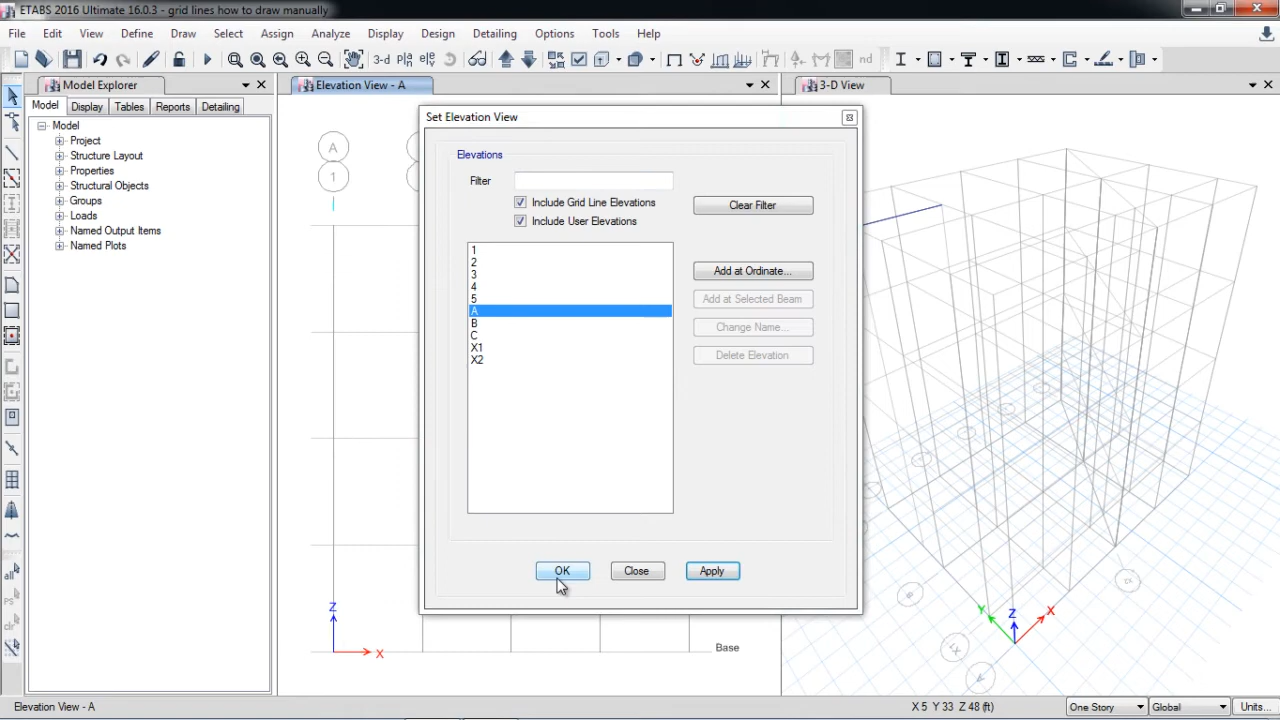 ETABS 2016 Ultimate 16.0.3 - grid lines how to draw manually
File Edit View Define Draw Select Assign Analyze Display Design Detailing Options Tools Help
3-d nd
Model Explorer
Elevation View - A
3-D View
Model Display Tables Reports Detailing
Model
Project
Structure Layout
Properties
Structural Objects
Groups
Loads
Named Output Items
Named Plots
A
1
Z
X
Base
Set Elevation View
Elevations
Filter
Include Grid Line Elevations
Include User Elevations
Clear Filter
1
2
3
4
5
A
B
C
X1
X2
Add at Ordinate...
Add at Selected Beam
Change Name...
Delete Elevation
OK Close Apply
Y Z X
all
ps
clr
Elevation View - A
X 5 Y 33 Z 48 (ft)
One Story
Global
Units...